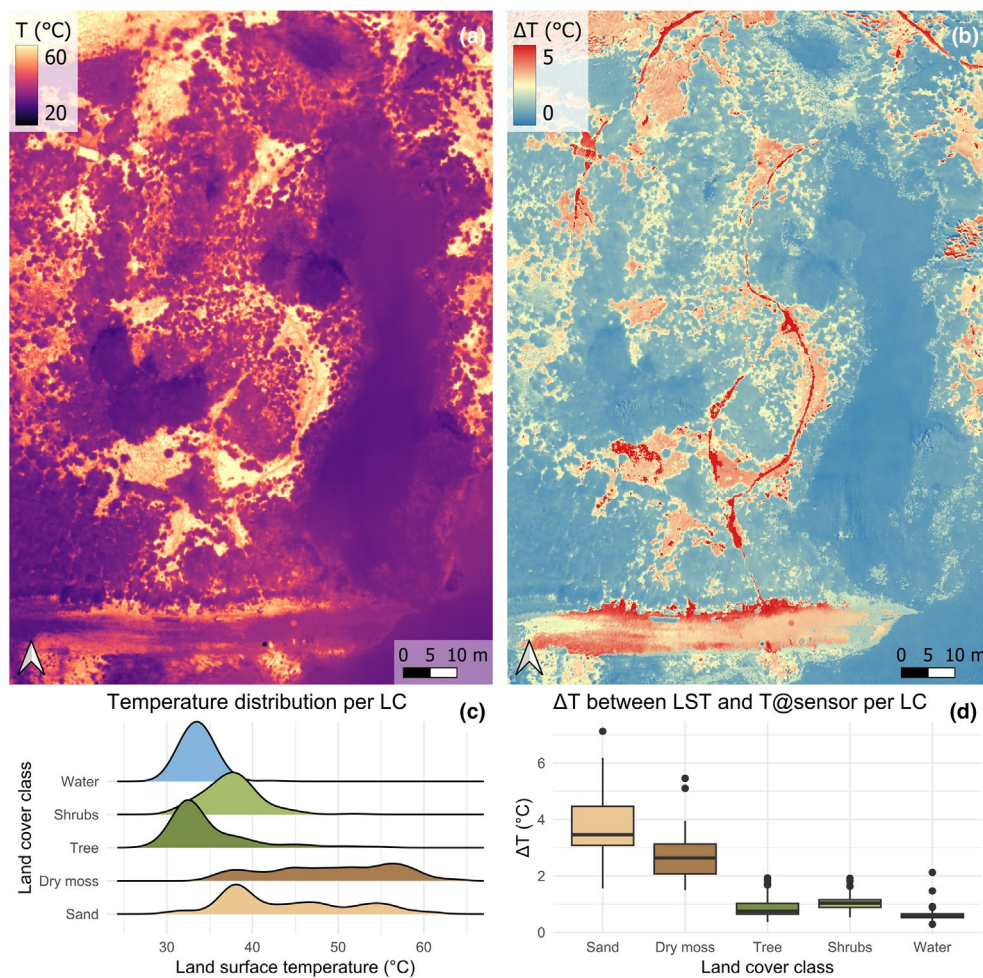 T (°C)
60
20
(a)
0 5 10 m
ΔT (°C)
5
0
(b)
0 5 10 m
Temperature distribution per LC
(c)
Land cover class
Water
Shrubs
Tree
Dry moss
Sand
30 40 50 60
Land surface temperature (°C)
ΔT between LST and T@sensor per LC
(d)
ΔT (°C)
6
4
2
0
Sand Dry moss Tree Shrubs Water
Land cover class